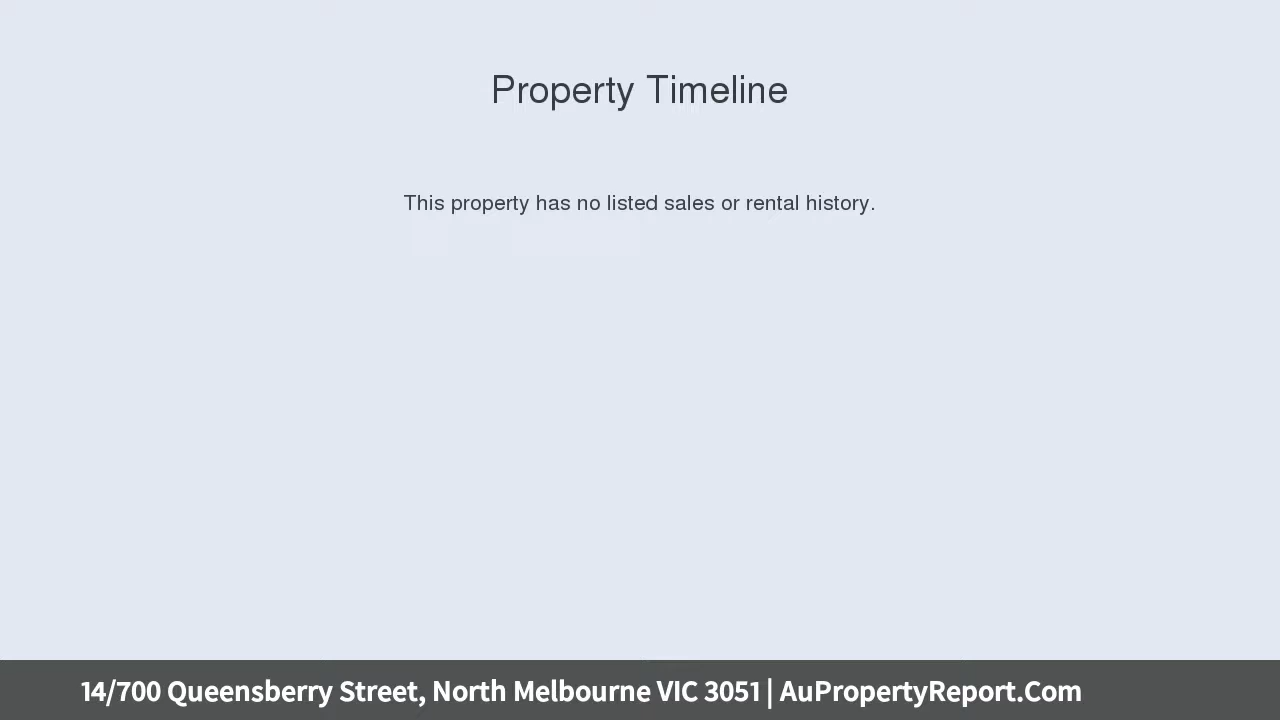 Property Timeline
This property has no listed sales or rental history.
14/700 Queensberry Street, North Melbourne VIC 3051 | AuPropertyReport.Com